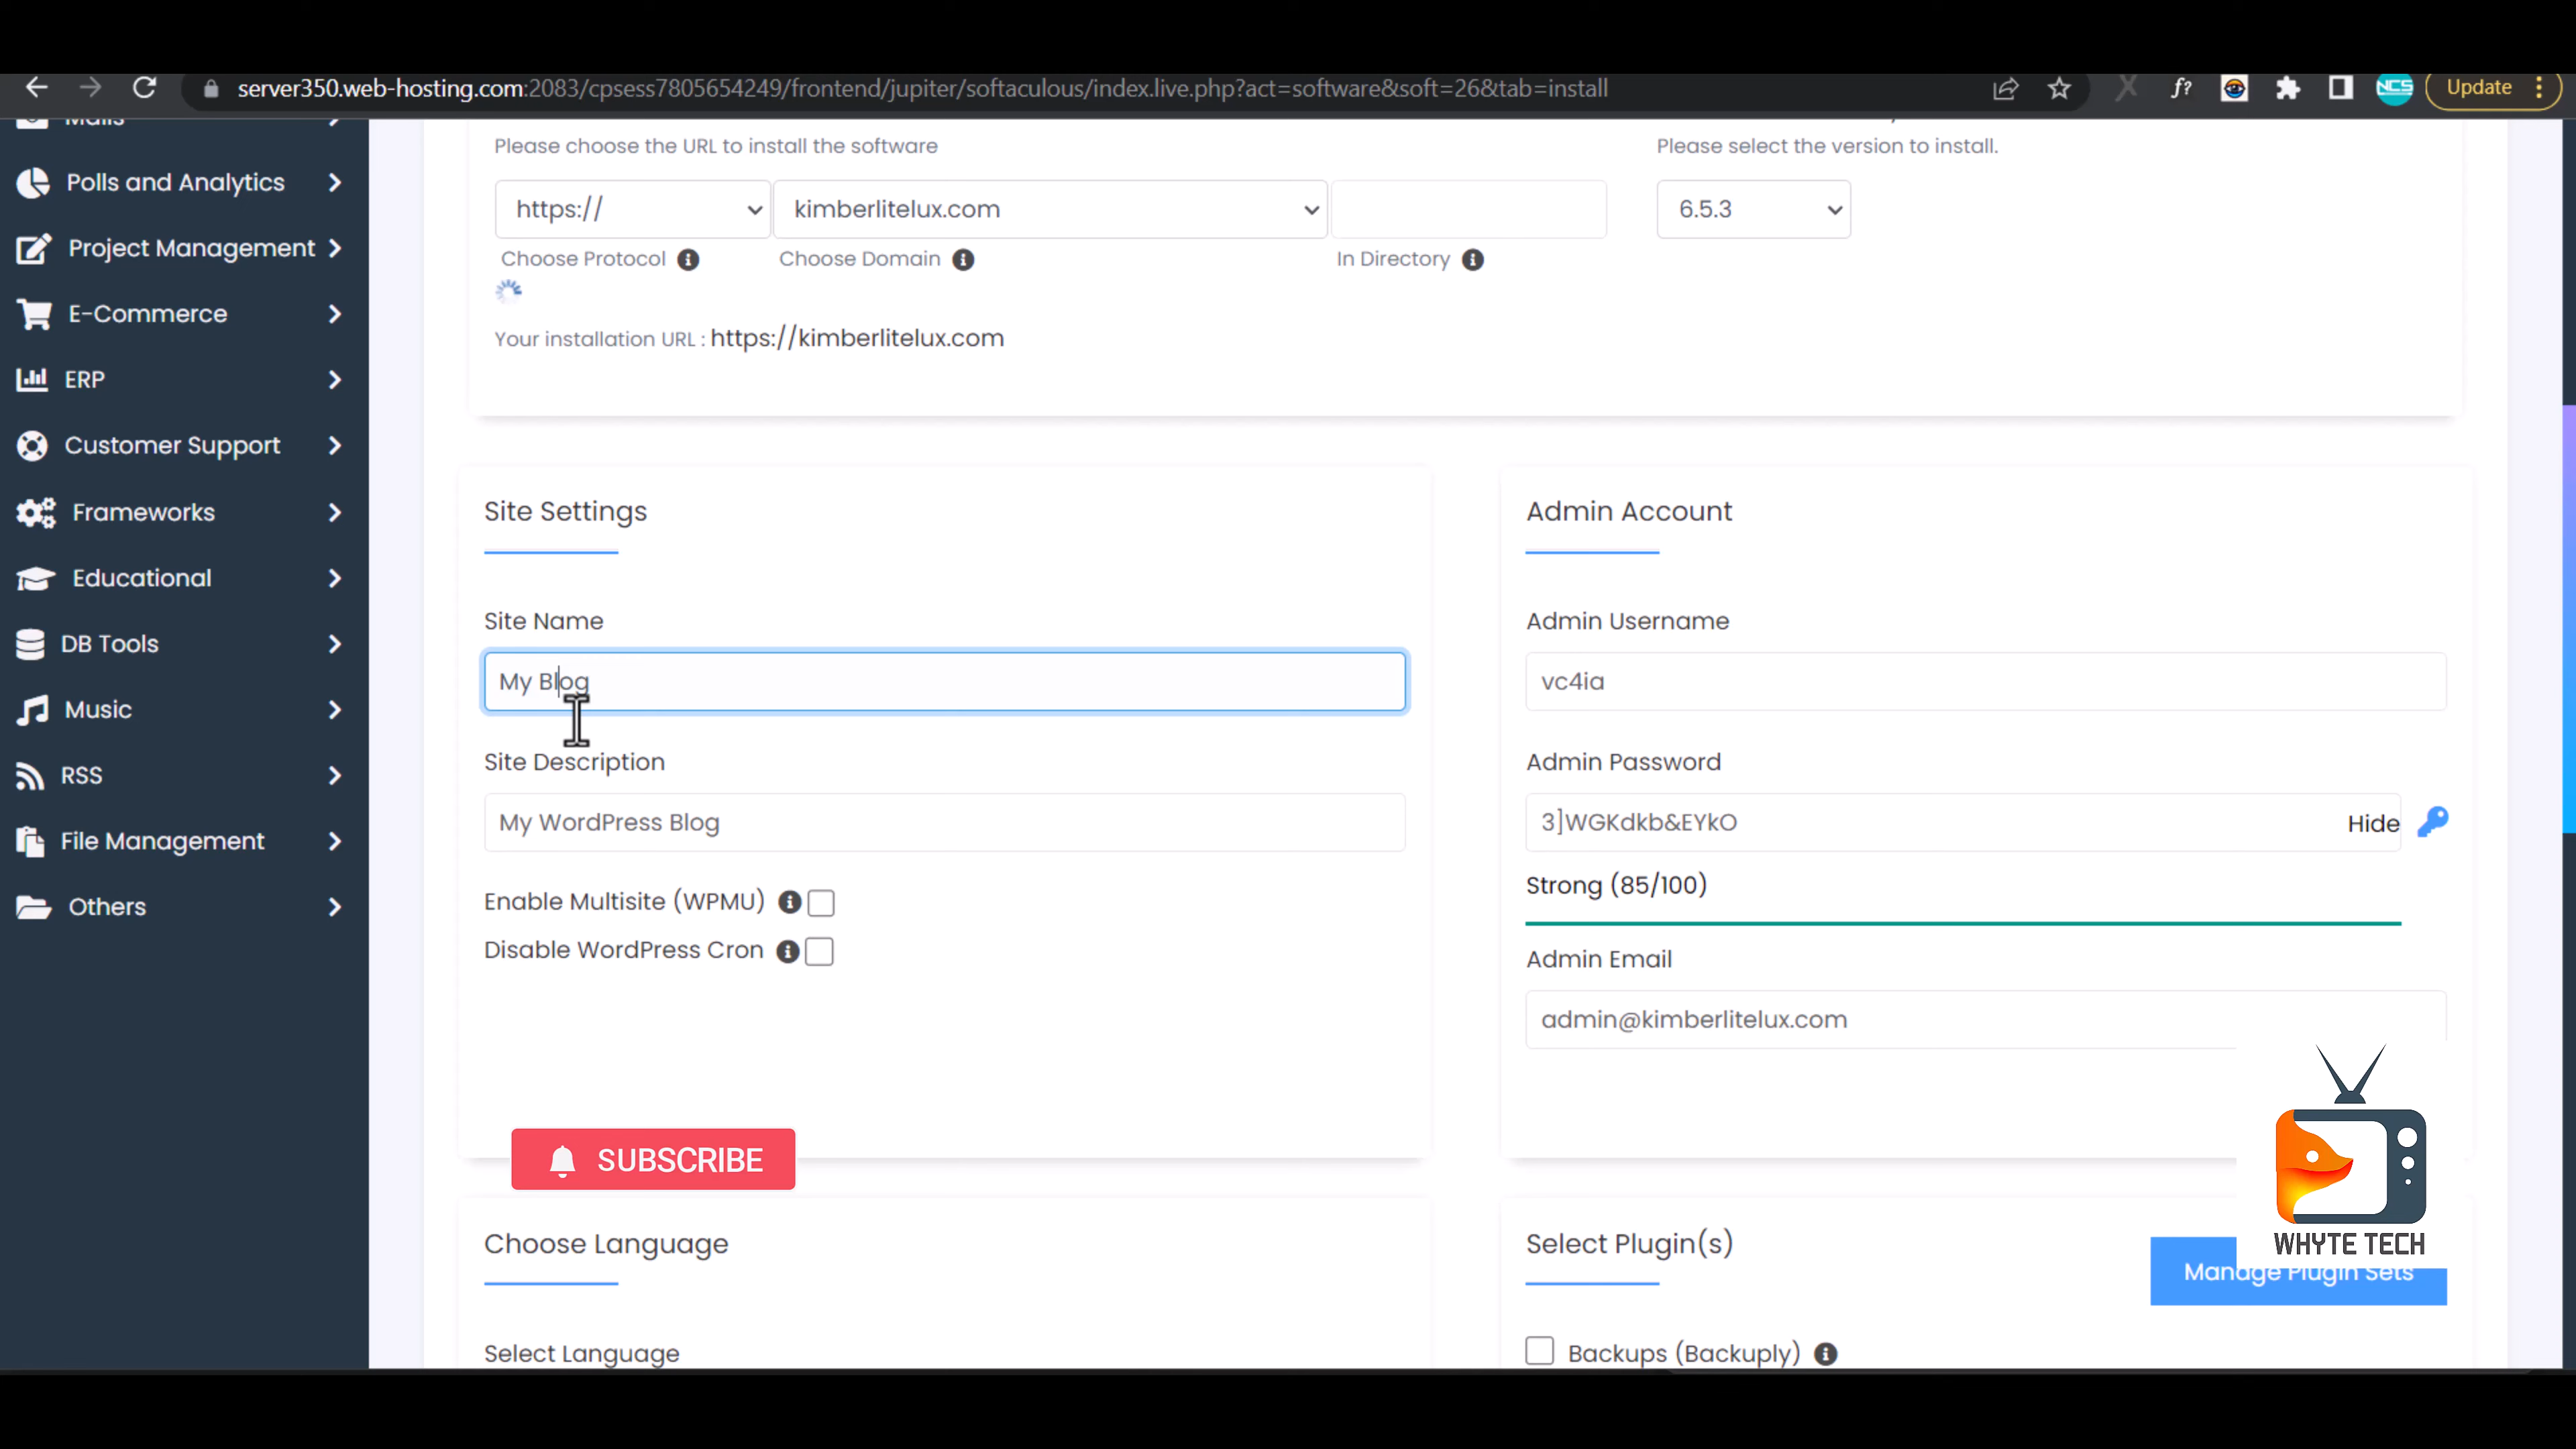 server350.web-hosting.com:2083/cpsess7805654249/frontend/jupiter/softaculous/index.live.php?act=software&soft=26&tab=install
f?
NCS
Update
Mails
Polls and Analytics
Project Management
E-Commerce
ERP
Customer Support
Frameworks
Educational
DB Tools
Music
RSS
File Management
Others
Please choose the URL to install the software
Please select the version to install.
https://
kimberlitelux.com
6.5.3
Choose Protocol
Choose Domain
In Directory
Your installation URL : https://kimberlitelux.com
Site Settings
Site Name
My Blog
Site Description
My WordPress Blog
Enable Multisite (WPMU)
Disable WordPress Cron
Admin Account
Admin Username
vc4ia
Admin Password
3]WGKdkb&EYkO
Hide
Strong (85/100)
Admin Email
admin@kimberlitelux.com
SUBSCRIBE
WHYTE TECH
Choose Language
Select Language
Select Plugin(s)
Manage Plugin Sets
Backups (Backuply)